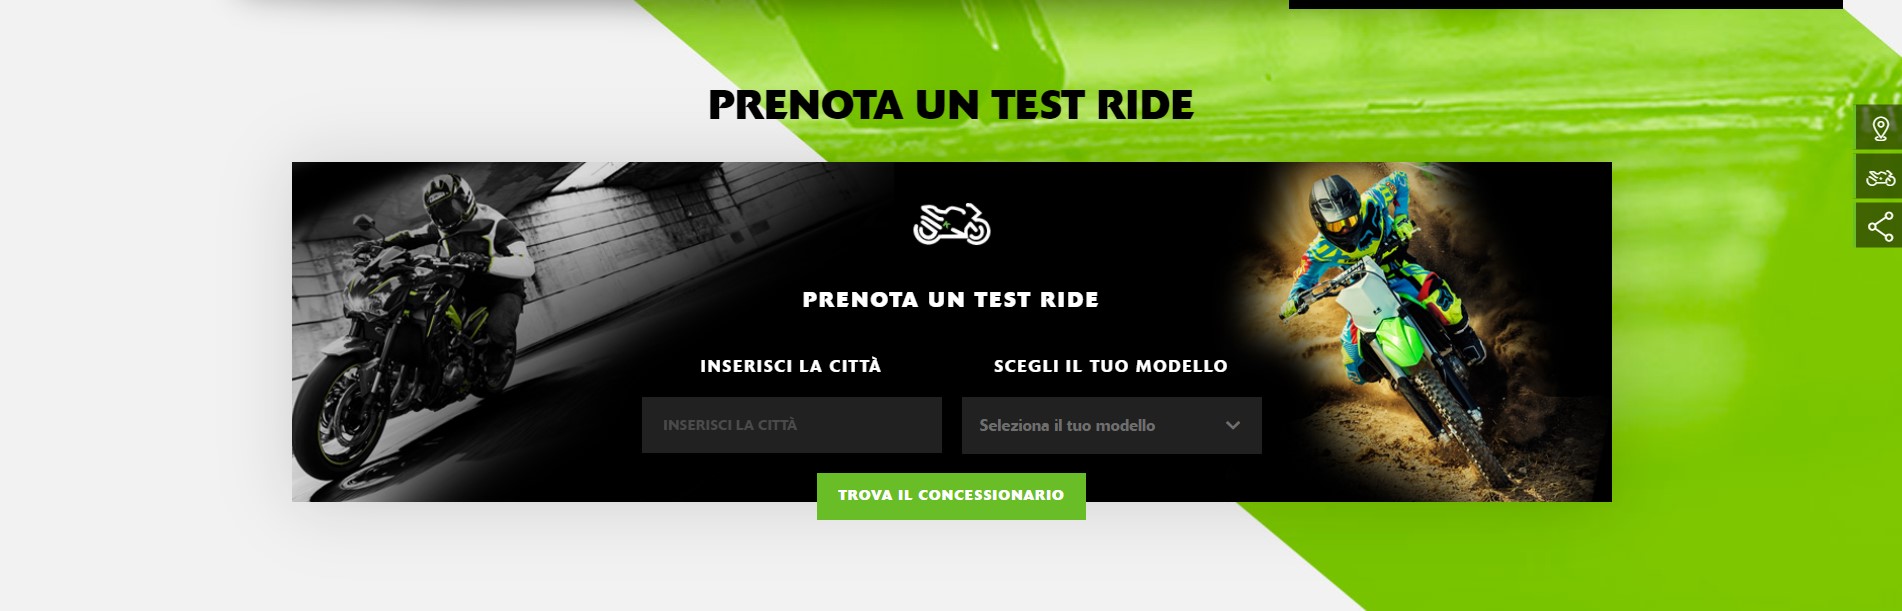 PRENOTA UN TEST RIDE
PRENOTA UN TEST RIDE
INSERISCI LA CITTÀ
SCEGLI IL TUO MODELLO
INSERISCI LA CITTÀ
Seleziona il tuo modello
TROVA IL CONCESSIONARIO